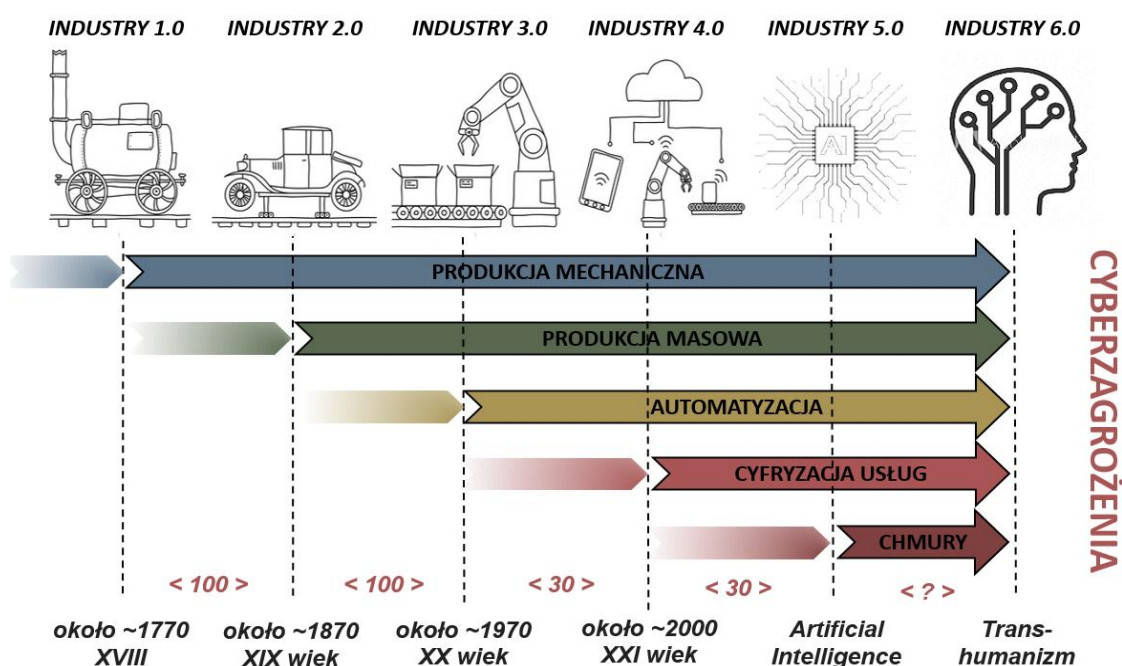 INDUSTRY 1.0 INDUSTRY 2.0 INDUSTRY 3.0 INDUSTRY 4.0 INDUSTRY 5.0 INDUSTRY 6.0
AI
PRODUKCJA MECHANICZNA
PRODUKCJA MASOWA
AUTOMATYZACJA
CYFRYZACJA USŁUG
CHMURY
CYBERZAGROŻENIA
< 100 > < 100 > < 30 > < 30 > < ? >
około ~1770 około ~1870 około ~1970 około ~2000 Artificial Trans-
XVIII XIX wiek XX wiek XXI wiek Intelligence humanizm